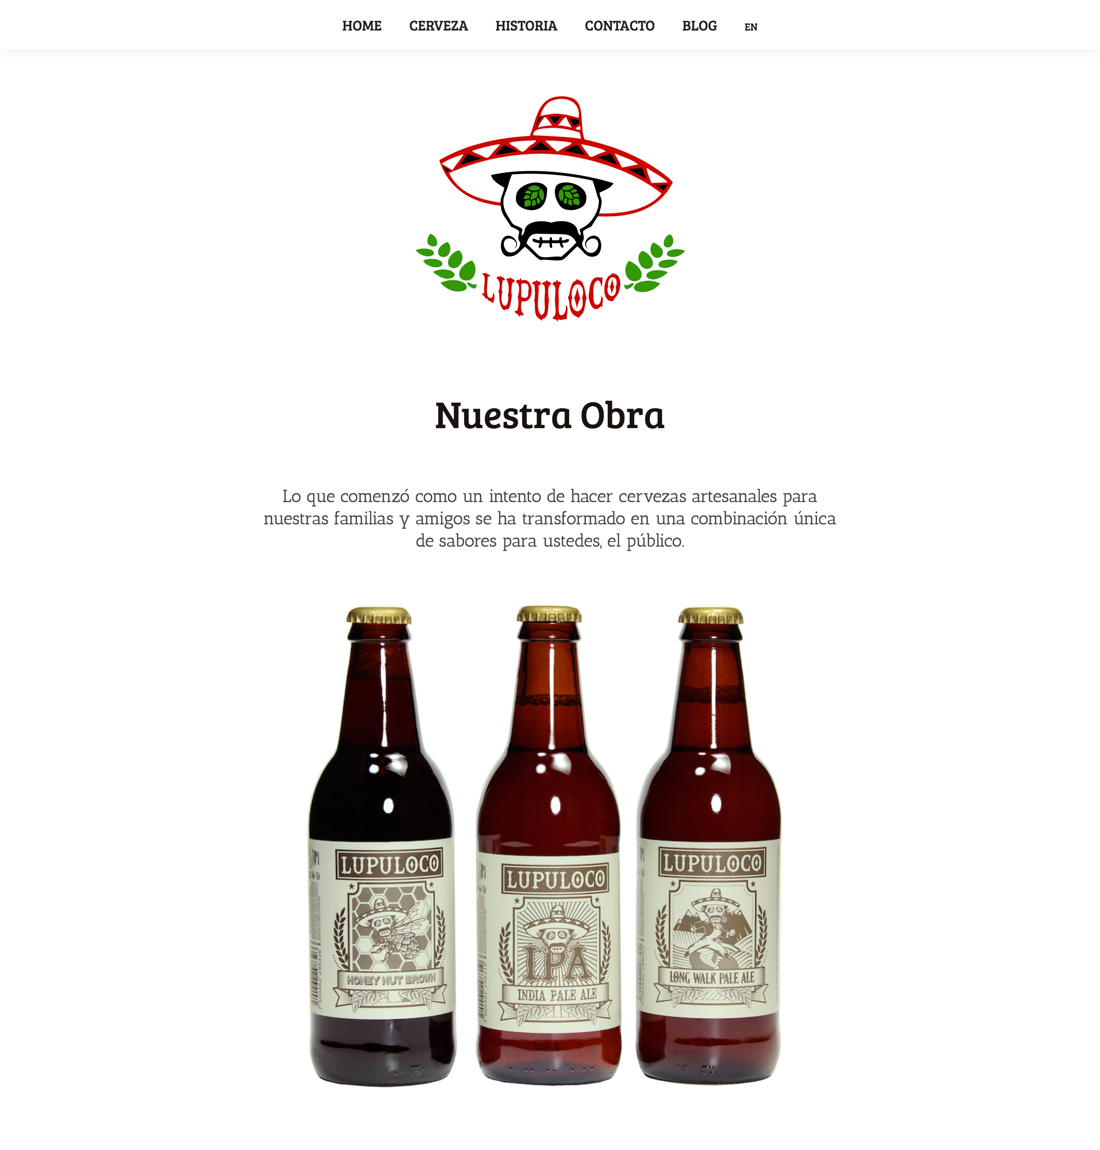 HOME CERVEZA HISTORIA CONTACTO BLOG EN
LUPULOCO
Nuestra Obra
Lo que comenzó como un intento de hacer cervezas artesanales para
nuestras familias y amigos se ha transformado en una combinación única
de sabores para ustedes, el público.
LUPULOCO
HONEY NUT BROWN
LUPULOCO
IPA
INDIA PALE ALE
LUPULOCO
LONG WALK PALE ALE